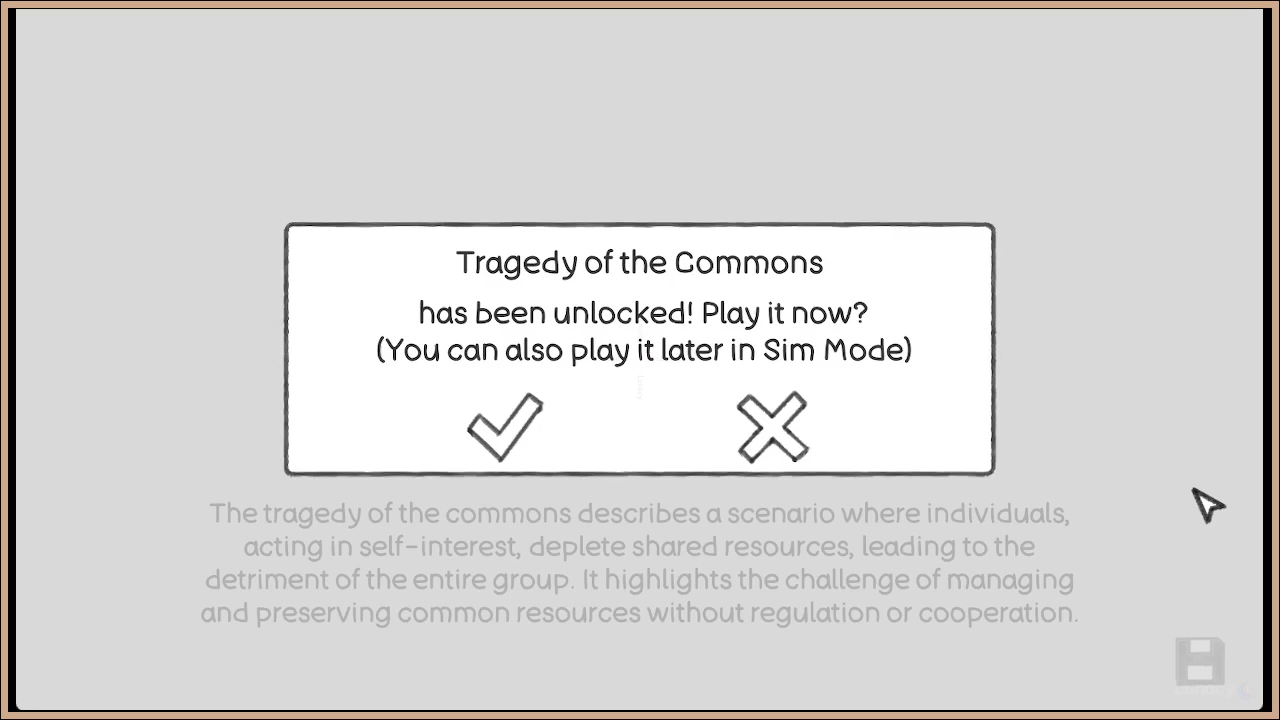 Tragedy of the Commons
has been unlocked! Play it now?
(You can also play it later in Sim Mode)
The tragedy of the commons describes a scenario where individuals,
acting in self-interest, deplete shared resources, leading to the
detriment of the entire group. It highlights the challenge of managing
and preserving common resources without regulation or cooperation.